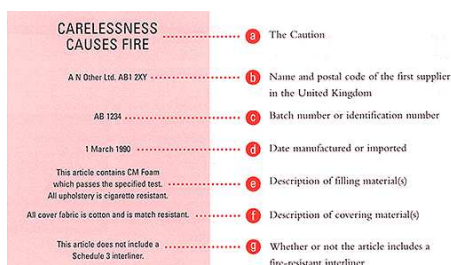 CARELESSNESS
CAUSES FIRE
a The Caution
A N Other Ltd. AB1 2XY
b Name and postal code of the first supplier
in the United Kingdom
AB 1234
c Batch number or identification number
1 March 1990
d Date manufactured or imported
This article contains CM Foam
which passes the specified test.
All upholstery is cigarette resistant.
e Description of filling material(s)
All cover fabric is cotton and is match resistant.
f Description of covering material(s)
This article does not include a
Schedule 3 interliner.
g Whether or not the article includes a
fire-resistant interliner